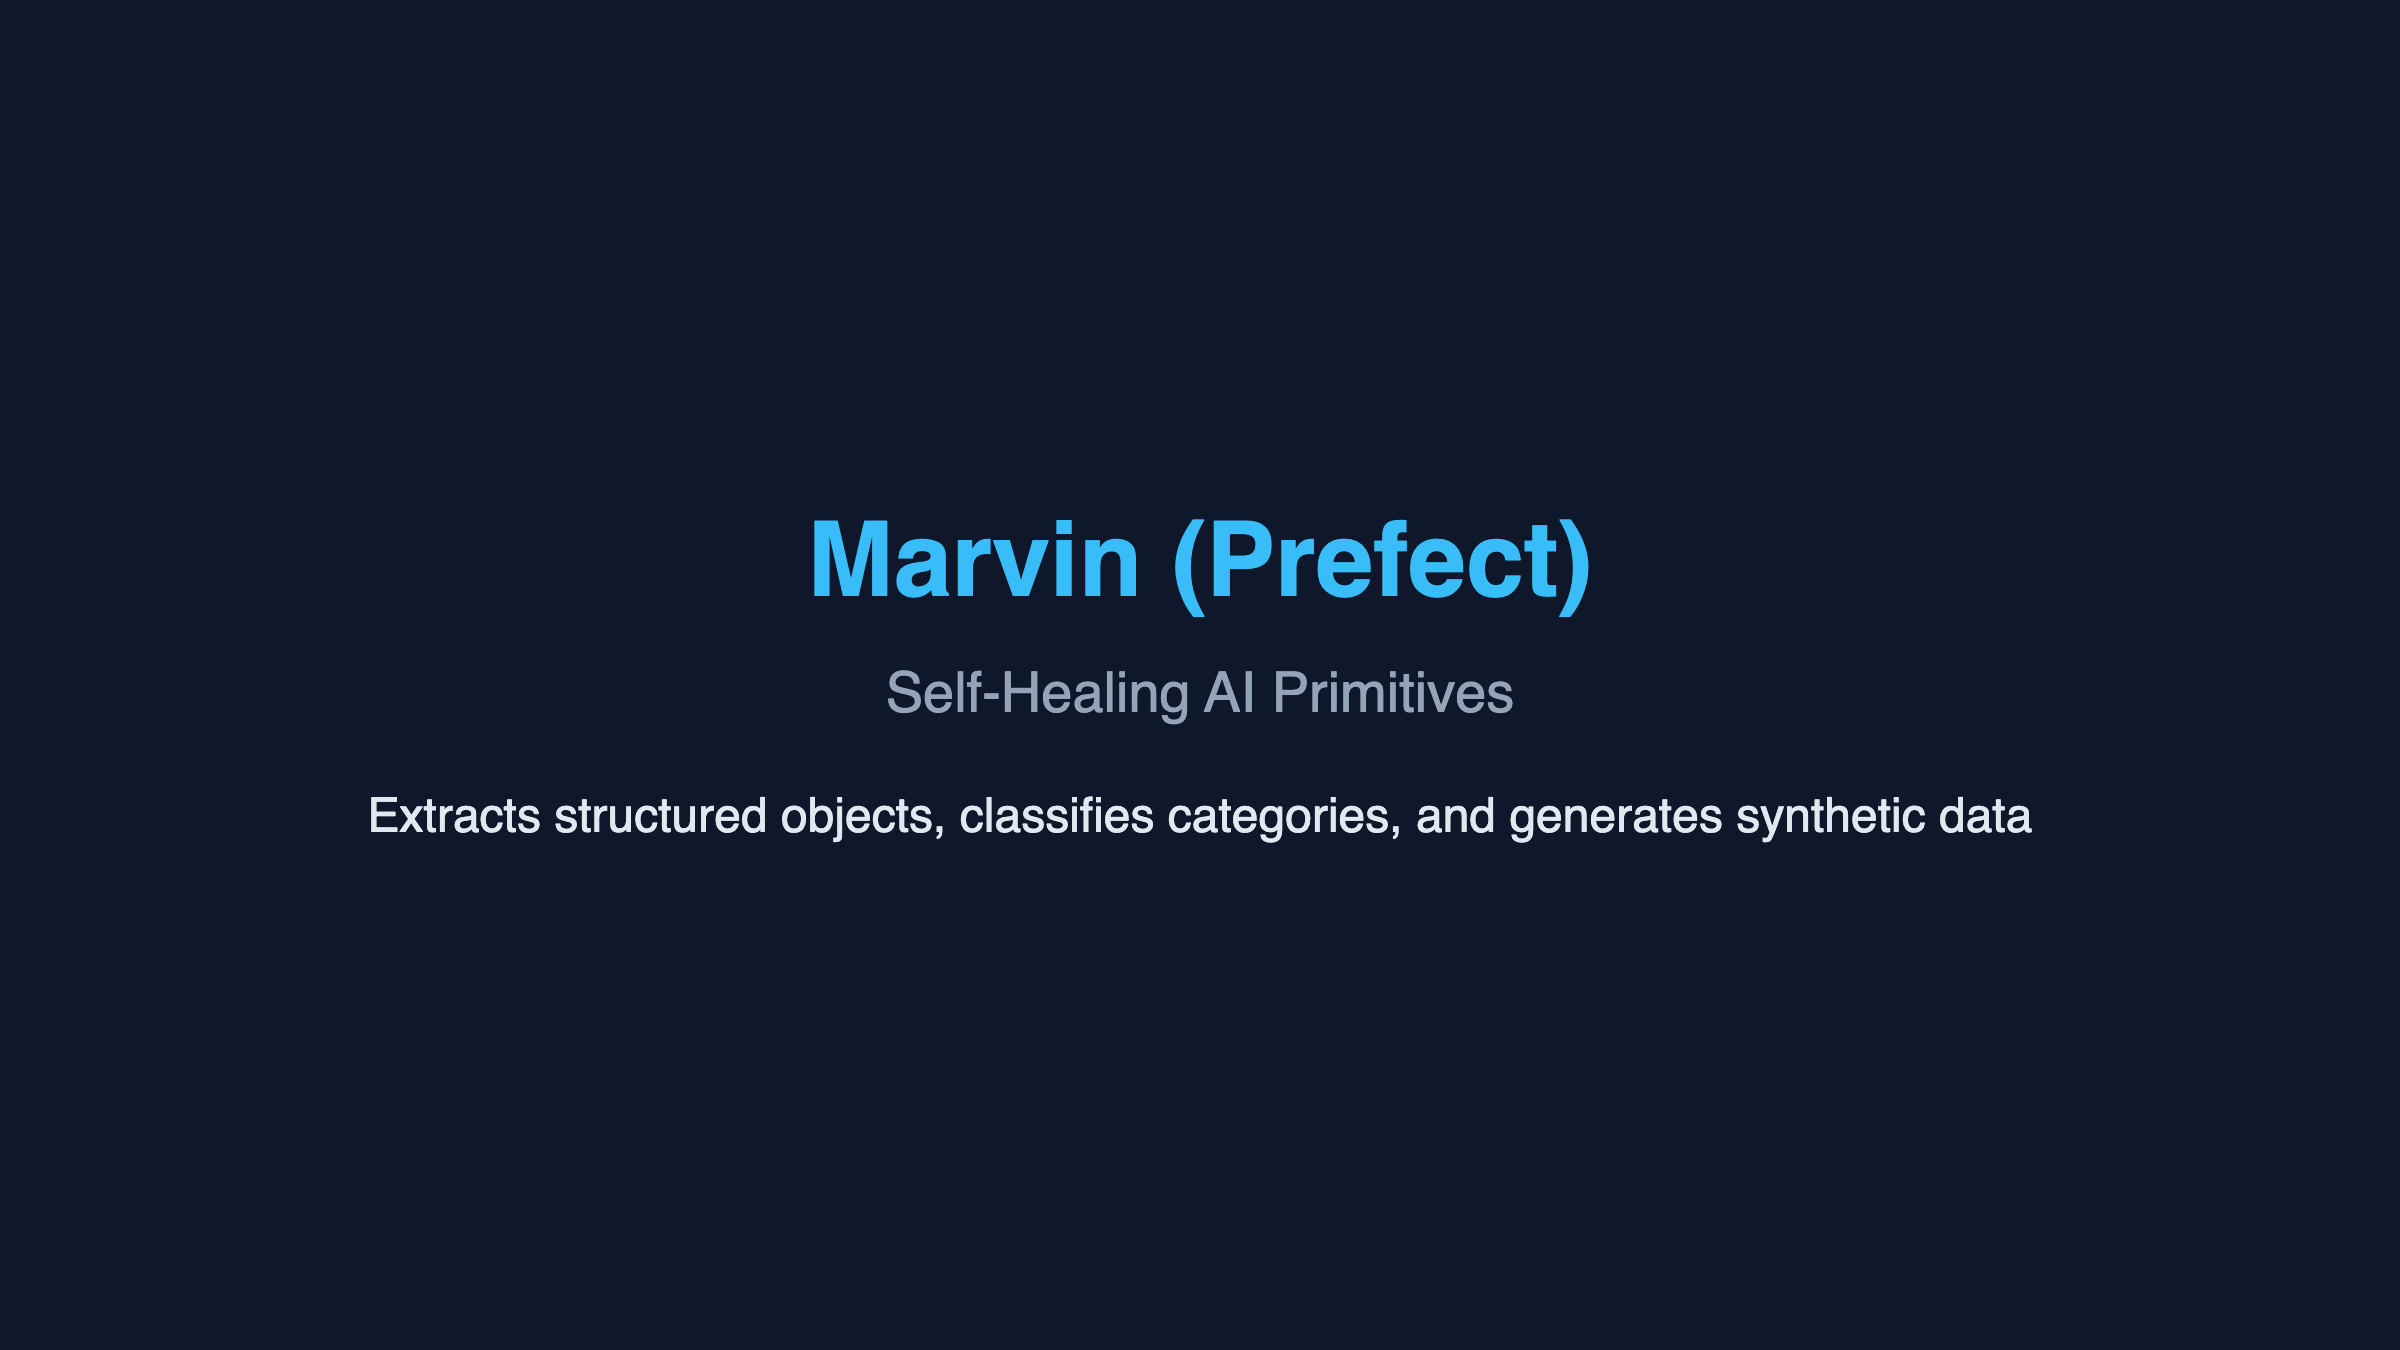 Marvin (Prefect)
Self-Healing AI Primitives
Extracts structured objects, classifies categories, and generates synthetic data